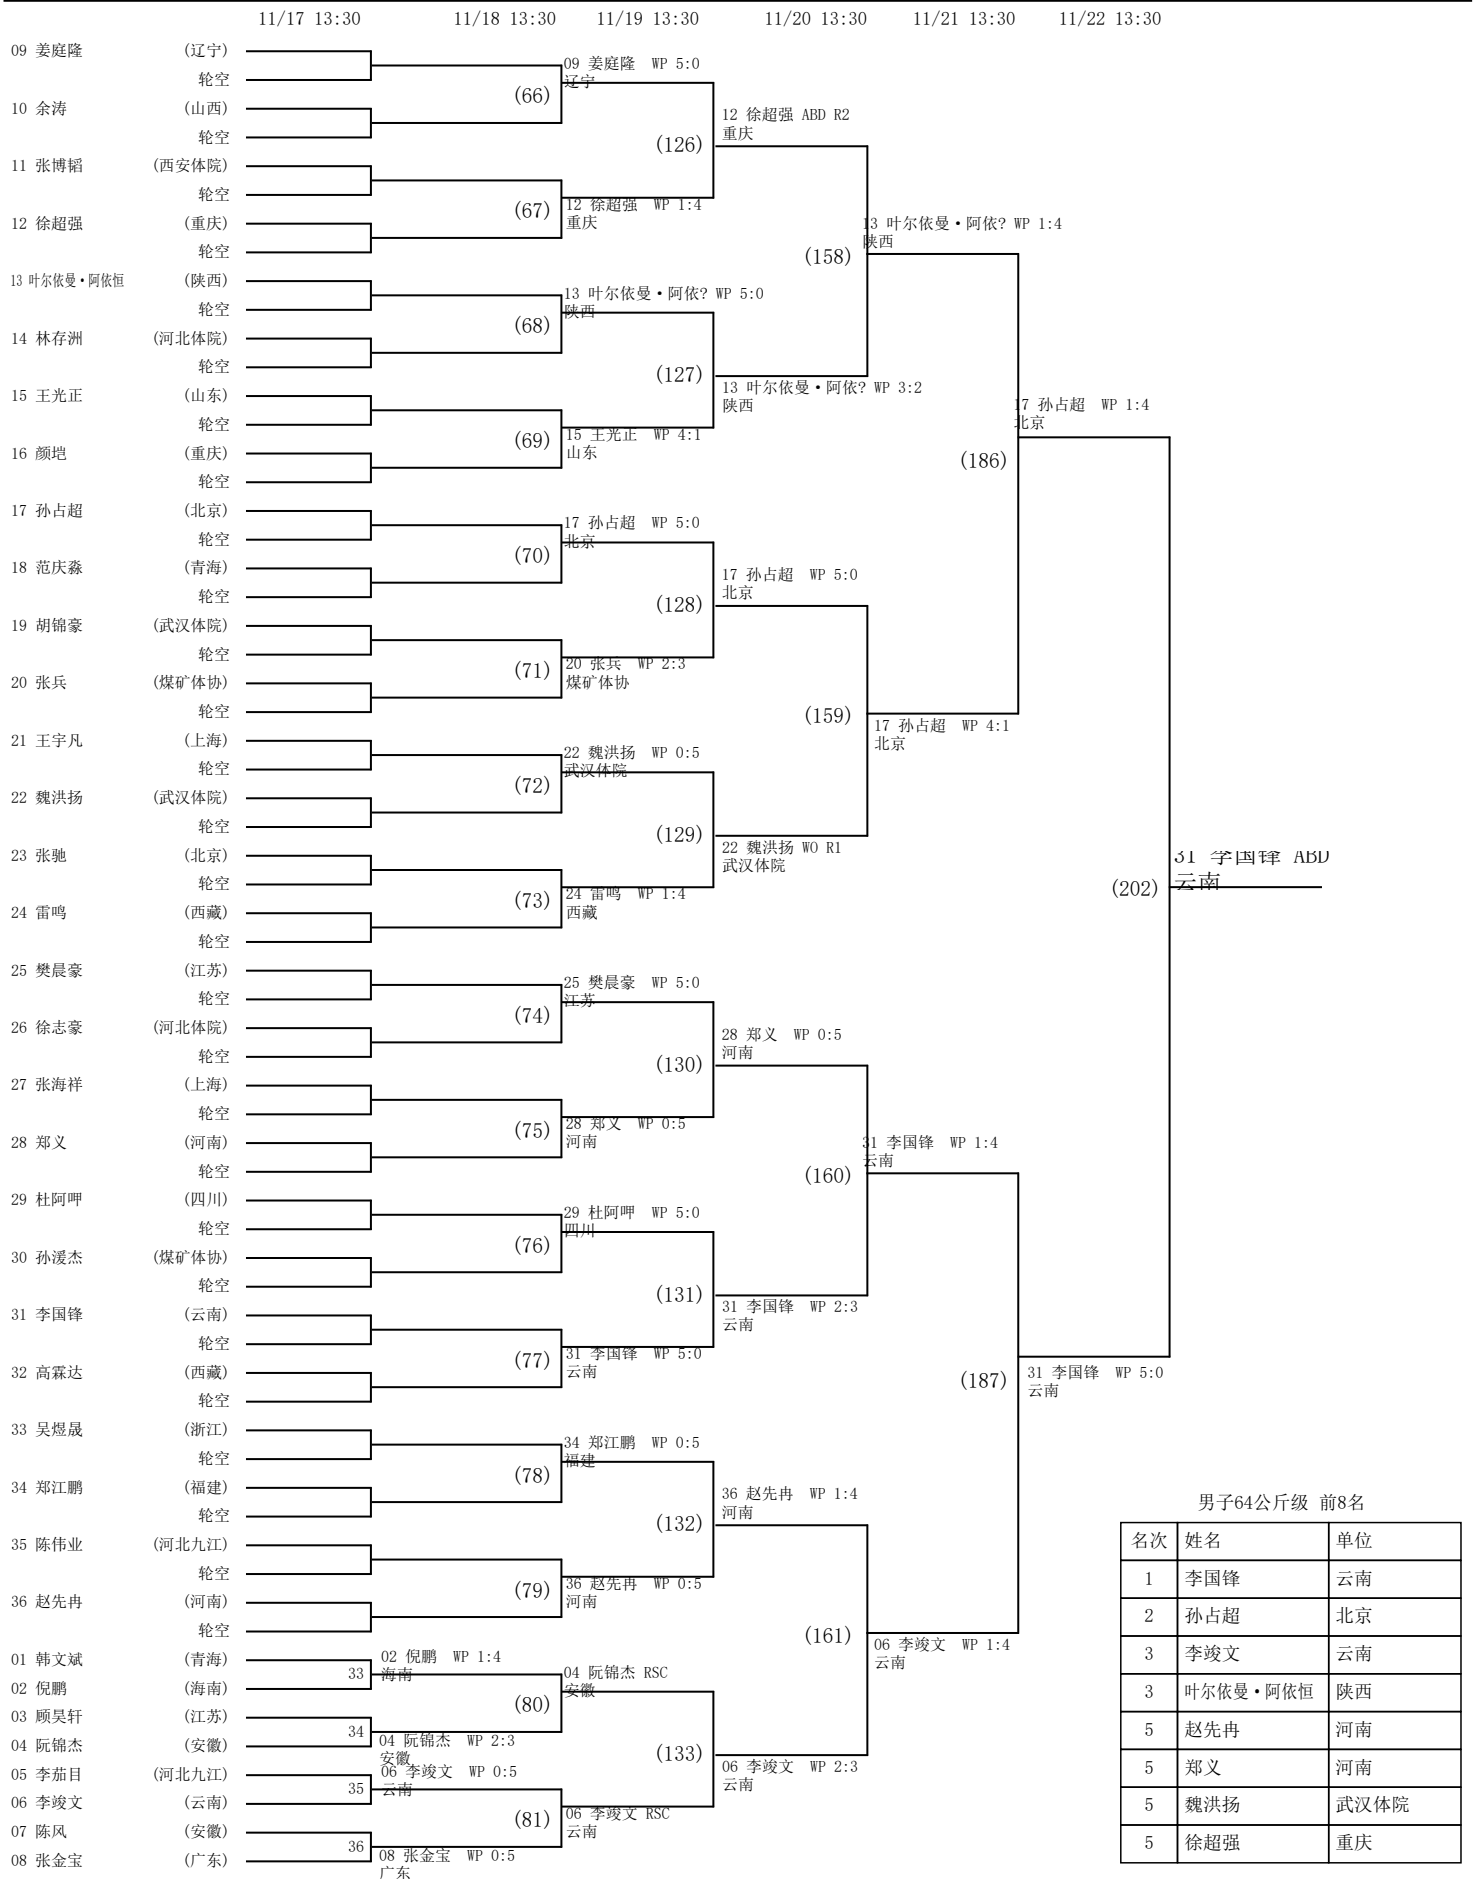 11/17 13:30 11/18 13:30 11/19 13:30 11/20 13:30 11/21 13:30 11/22 13:30
09 姜庭隆 (辽宁)
轮空
10 余涛 (山西)
轮空
11 张博韬 (西安体院)
轮空
12 徐超强 (重庆)
轮空
13 叶尔依曼·阿依恒 (陕西)
轮空
14 林存洲 (河北体院)
轮空
15 王光正 (山东)
轮空
16 颜垲 (重庆)
轮空
17 孙占超 (北京)
轮空
18 范庆淼 (青海)
轮空
19 胡锦豪 (武汉体院)
轮空
20 张兵 (煤矿体协)
轮空
21 王宇凡 (上海)
轮空
22 魏洪扬 (武汉体院)
轮空
23 张驰 (北京)
轮空
24 雷鸣 (西藏)
轮空
25 樊晨豪 (江苏)
轮空
26 徐志豪 (河北体院)
轮空
27 张海祥 (上海)
轮空
28 郑义 (河南)
轮空
29 杜阿呷 (四川)
轮空
30 孙湲杰 (煤矿体协)
轮空
31 李国锋 (云南)
轮空
32 高霖达 (西藏)
轮空
33 吴煜晟 (浙江)
轮空
34 郑江鹏 (福建)
轮空
35 陈伟业 (河北九江)
轮空
36 赵先冉 (河南)
轮空
01 韩文斌 (青海)
02 倪鹏 (海南)
03 顾昊轩 (江苏)
04 阮锦杰 (安徽)
05 李茄目 (河北九江)
06 李竣文 (云南)
07 陈风 (安徽)
08 张金宝 (广东)
33
02 倪鹏 WP 1:4
海南
34
04 阮锦杰 WP 2:3
安徽
35
06 李竣文 WP 0:5
云南
36
08 张金宝 WP 0:5
广东
(66)
09 姜庭隆 WP 5:0
辽宁
(67)
12 徐超强 WP 1:4
重庆
(68)
13 叶尔依曼·阿依? WP 5:0
陕西
(69)
15 王光正 WP 4:1
山东
(70)
17 孙占超 WP 5:0
北京
(71)
20 张兵 WP 2:3
煤矿体协
(72)
22 魏洪扬 WP 0:5
武汉体院
(73)
24 雷鸣 WP 1:4
西藏
(74)
25 樊晨豪 WP 5:0
江苏
(75)
28 郑义 WP 0:5
河南
(76)
29 杜阿呷 WP 5:0
四川
(77)
31 李国锋 WP 5:0
云南
(78)
34 郑江鹏 WP 0:5
福建
(79)
36 赵先冉 WP 0:5
河南
(80)
04 阮锦杰 RSC
安徽
(81)
06 李竣文 RSC
云南
(126)
12 徐超强 ABD R2
重庆
(127)
13 叶尔依曼·阿依? WP 3:2
陕西
(128)
17 孙占超 WP 5:0
北京
(129)
22 魏洪扬 WO R1
武汉体院
(130)
28 郑义 WP 0:5
河南
(131)
31 李国锋 WP 2:3
云南
(132)
36 赵先冉 WP 1:4
河南
(133)
06 李竣文 WP 2:3
云南
(158)
13 叶尔依曼·阿依? WP 1:4
陕西
(159)
17 孙占超 WP 4:1
北京
(160)
31 李国锋 WP 1:4
云南
(161)
06 李竣文 WP 1:4
云南
(186)
17 孙占超 WP 1:4
北京
(187)
31 李国锋 WP 5:0
云南
(202)
31 李国锋 ABD
云南
男子64公斤级 前8名
名次 姓名 单位
1 李国锋 云南
2 孙占超 北京
3 李竣文 云南
3 叶尔依曼·阿依恒 陕西
5 赵先冉 河南
5 郑义 河南
5 魏洪扬 武汉体院
5 徐超强 重庆